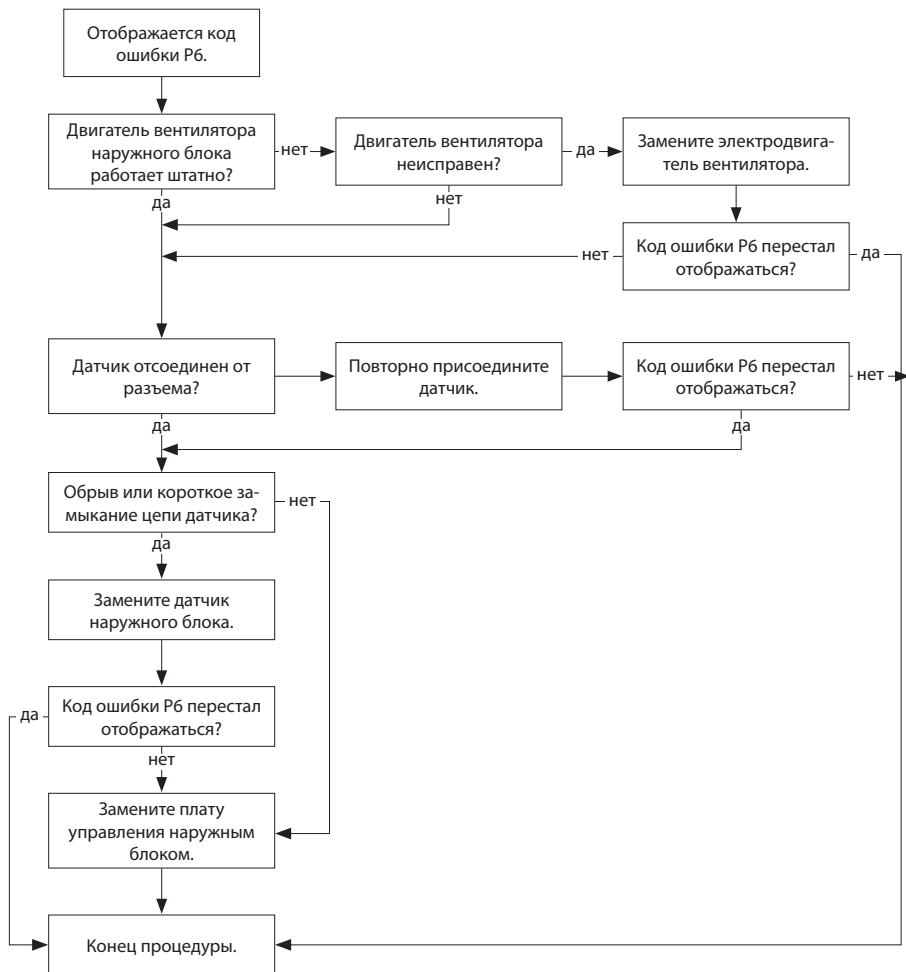 Отображается код
ошибки P6.
Двигатель вентилятора
наружного блока
работает штатно?
нет
Двигатель вентилятора
неисправен?
да
Замените электродвига-
тель вентилятора.
да
нет
Код ошибки P6 перестал
отображаться?
нет
да
Датчик отсоединен от
разъема?
Повторно присоедините
датчик.
Код ошибки P6 перестал
отображаться?
нет
да
да
Обрыв или короткое за-
мыкание цепи датчика?
нет
да
Замените датчик
наружного блока.
Код ошибки P6 перестал
отображаться?
да
нет
Замените плату
управления наружным
блоком.
Конец процедуры.